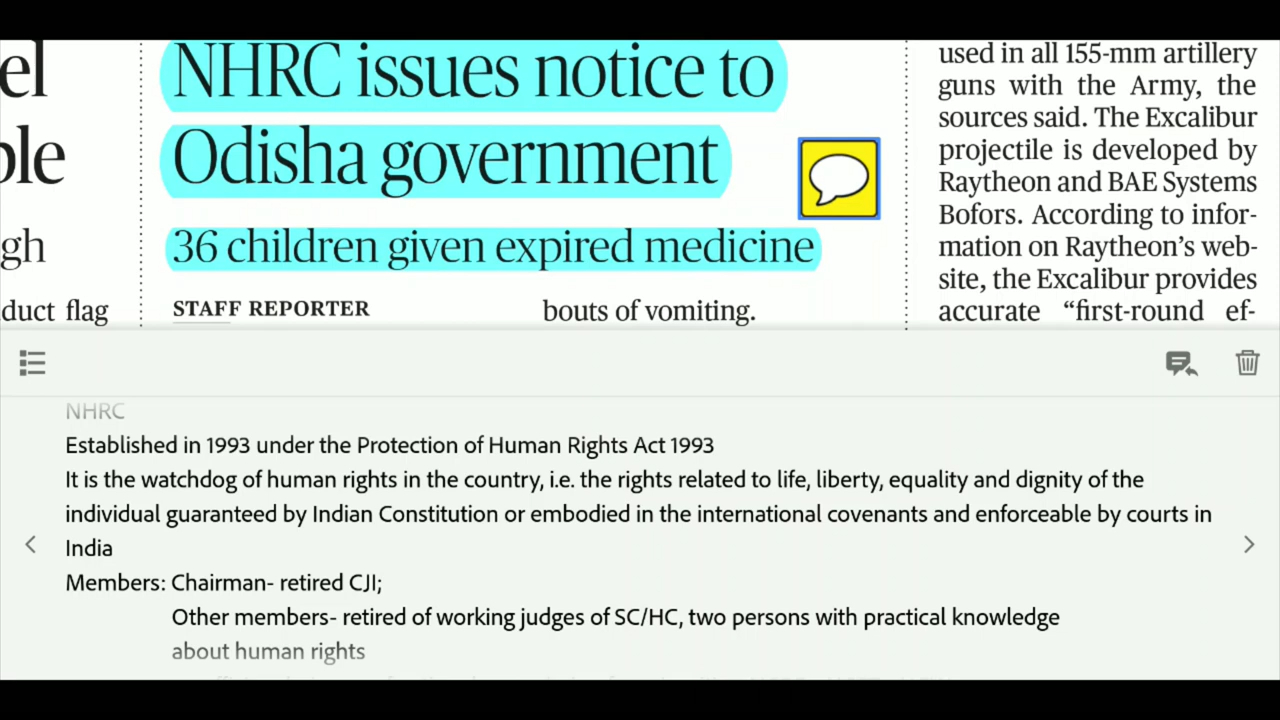 el
ple
gh
duct flag
NHRC issues notice to
Odisha government
36 children given expired medicine
STAFF REPORTER
bouts of vomiting.
used in all 155-mm artillery
guns with the Army, the
sources said. The Excalibur
projectile is developed by
Raytheon and BAE Systems
Bofors. According to infor-
mation on Raytheon's web-
site, the Excalibur provides
accurate “first-round ef-
NHRC
Established in 1993 under the Protection of Human Rights Act 1993
It is the watchdog of human rights in the country, i.e. the rights related to life, liberty, equality and dignity of the
individual guaranteed by Indian Constitution or embodied in the international covenants and enforceable by courts in
India
Members: Chairman- retired CJI;
Other members- retired of working judges of SC/HC, two persons with practical knowledge
about human rights